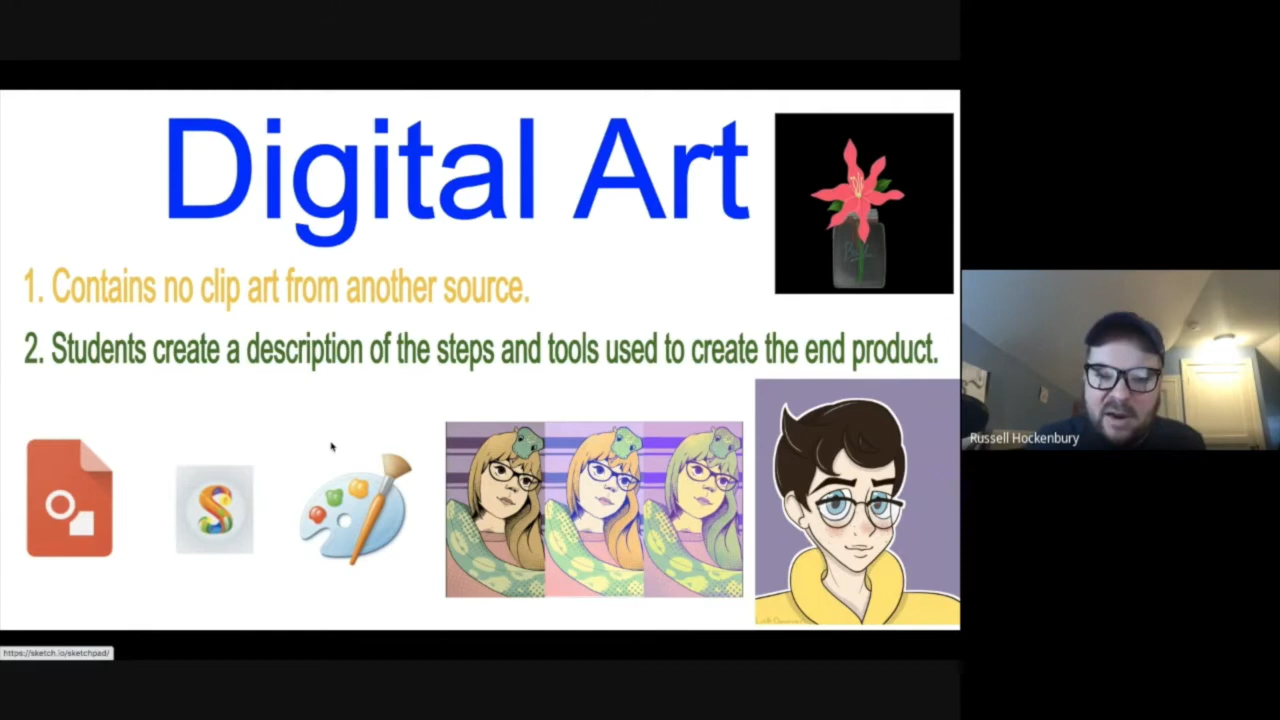 Digital Art
1. Contains no clip art from another source.
2. Students create a description of the steps and tools used to create the end product.
Russell Hockenbury
https://sketch.io/sketchpad/